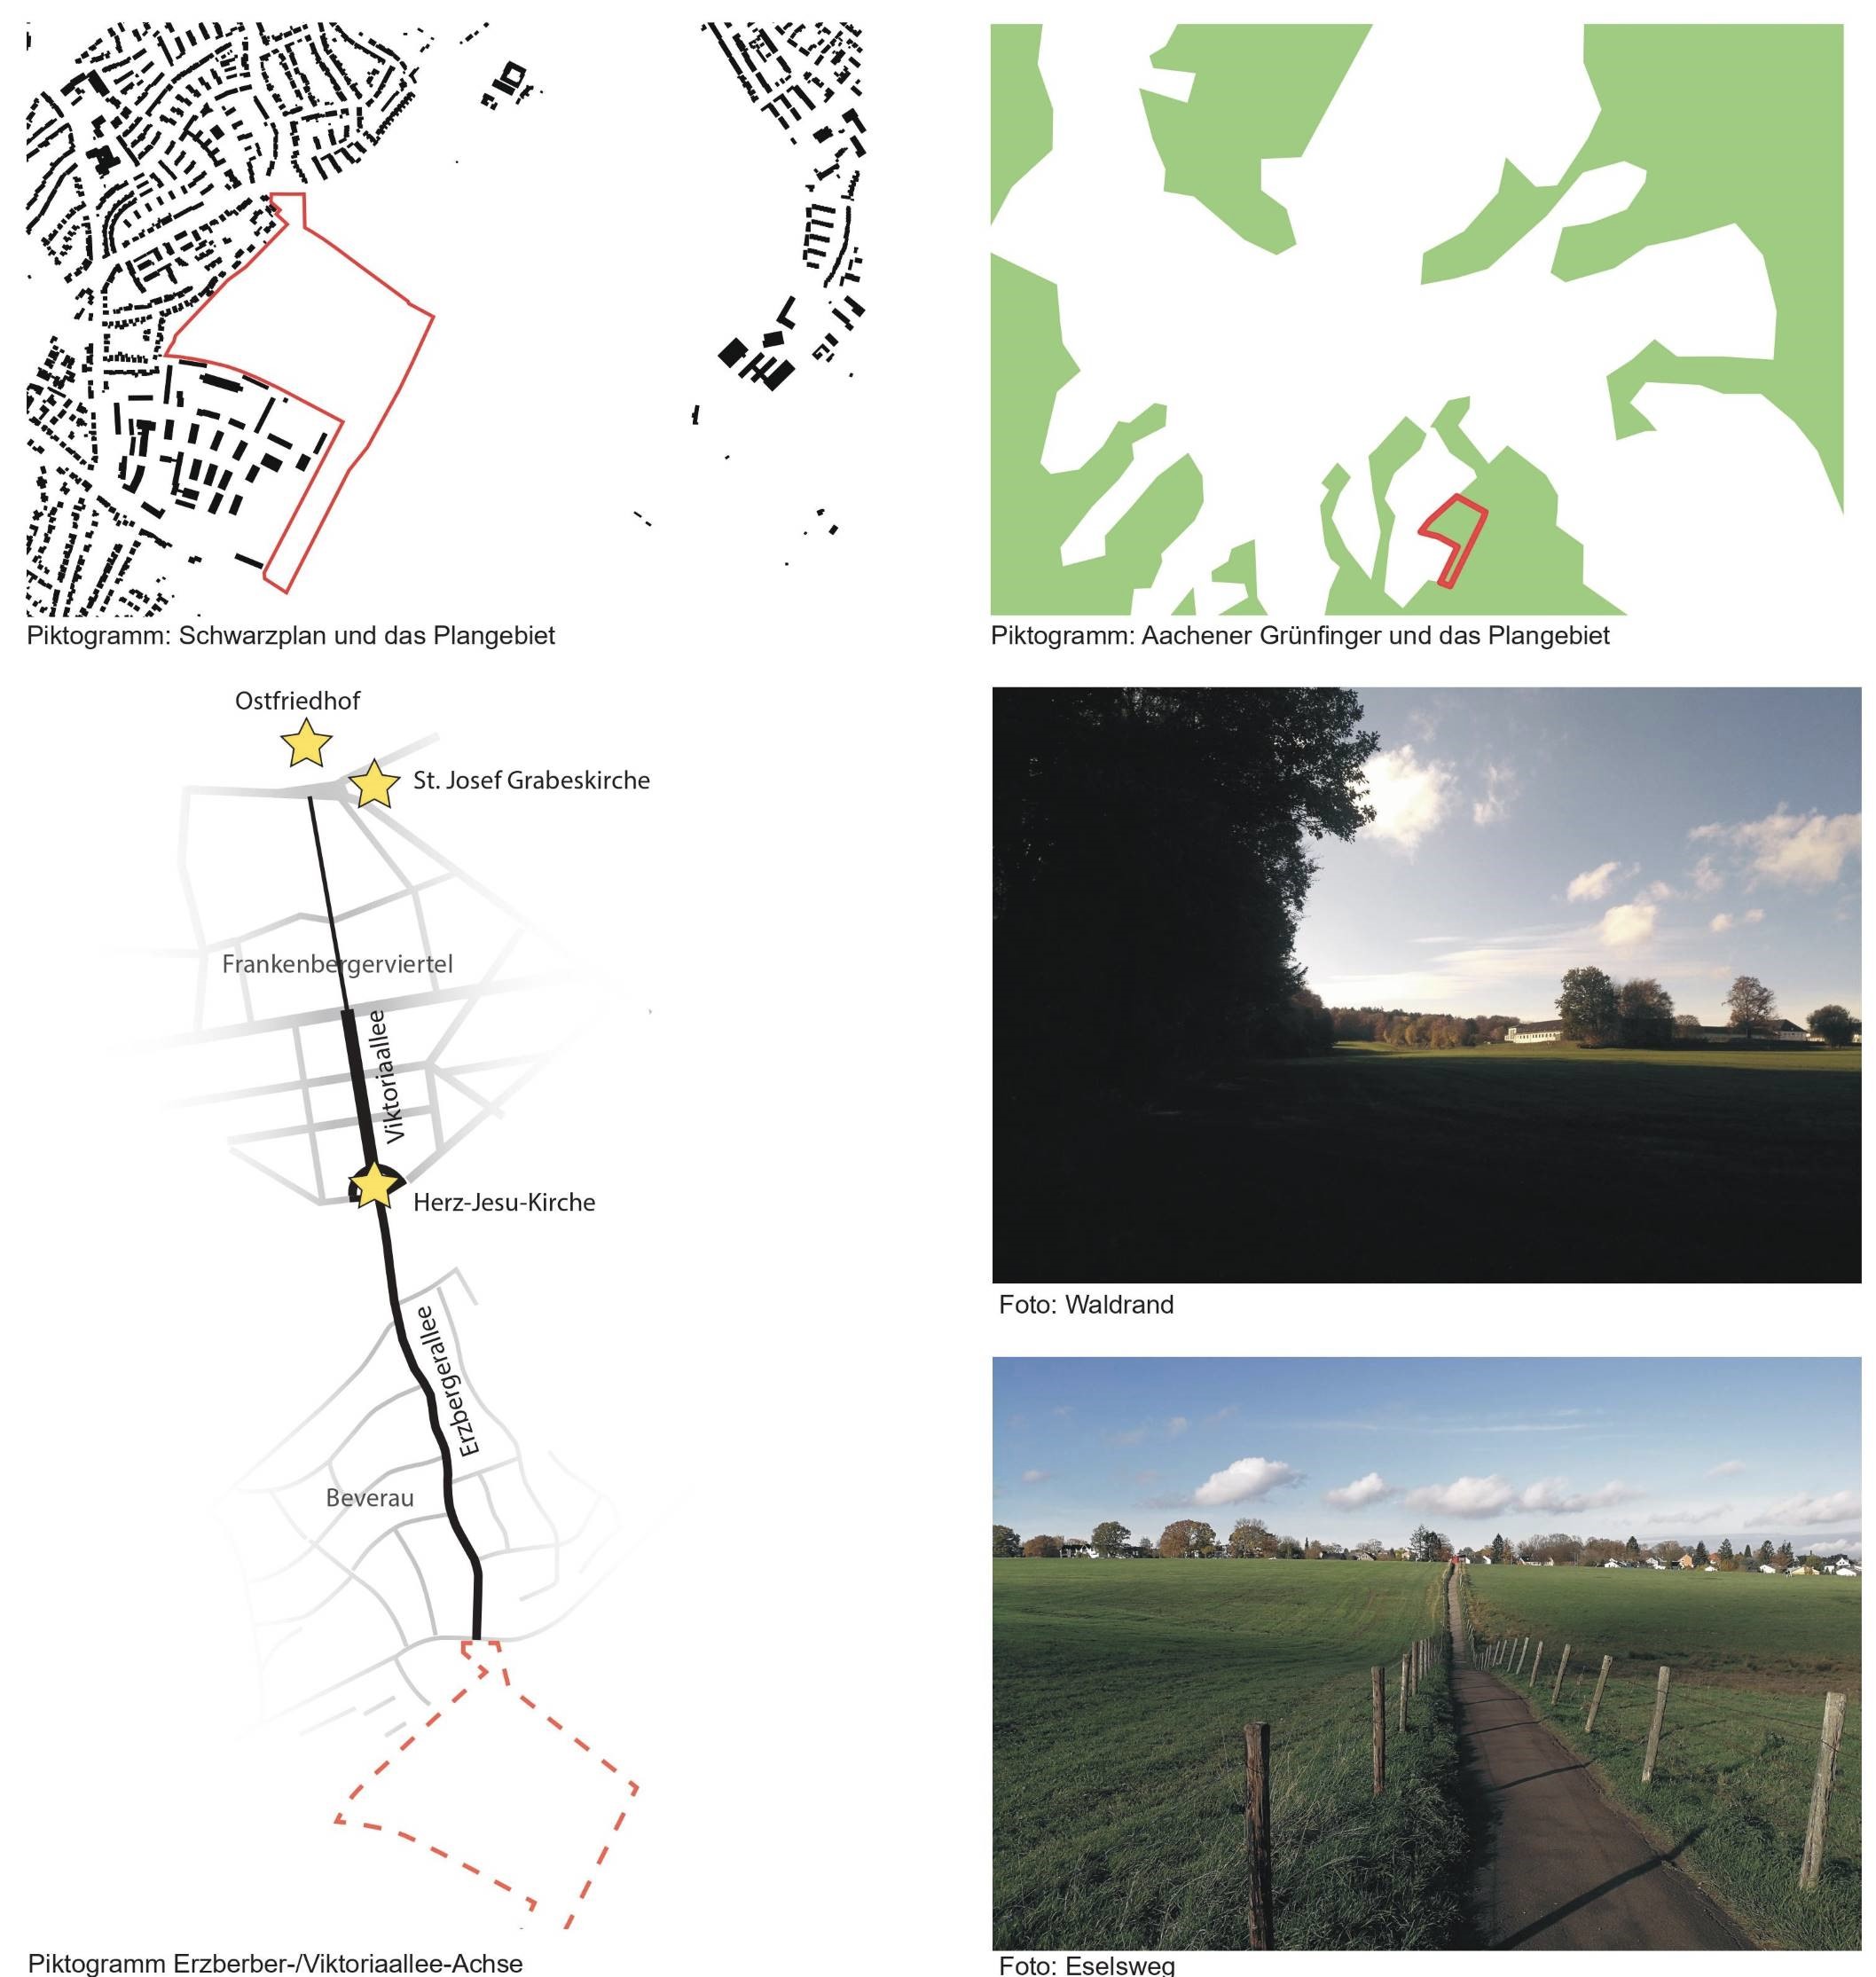 Piktogramm: Schwarzplan und das Plangebiet
Piktogramm: Aachener Grünfinger und das Plangebiet
Ostfriedhof
St. Josef Grabeskirche
Frankenbergerviertel
Viktoriaallee
Herz-Jesu-Kirche
Erzbergerallee
Beverau
Piktogramm Erzberber-/Viktoriaallee-Achse
Foto: Waldrand
Foto: Eselsweg